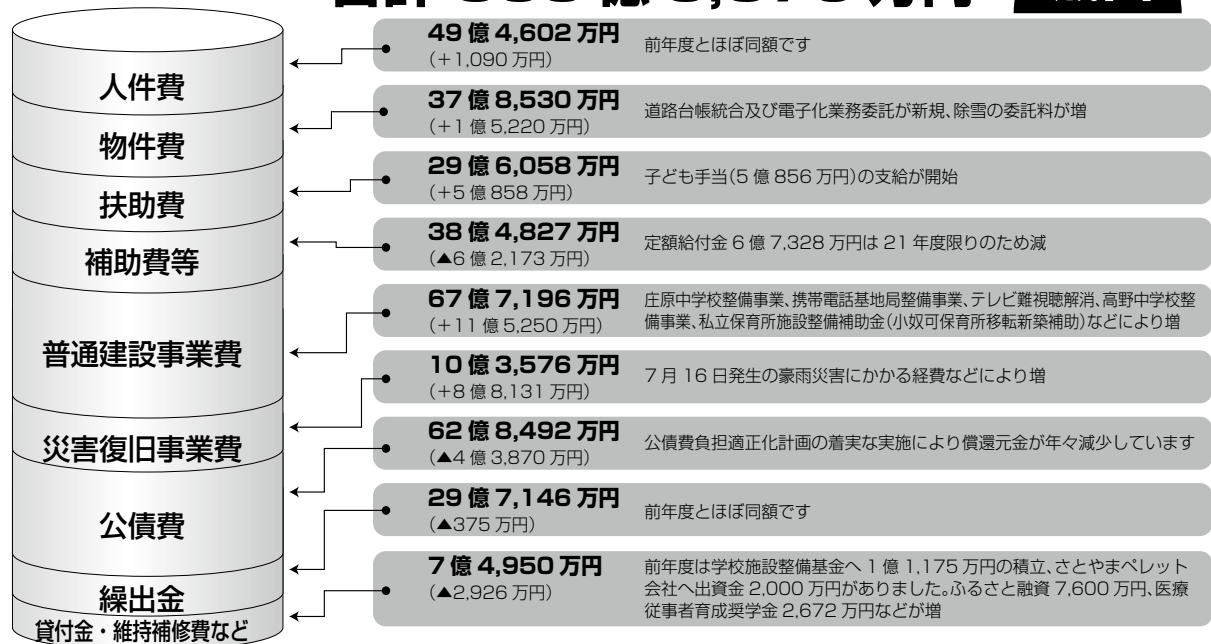 合計 億 万円
人件費
49億4,602万円
(+1,090万円)
前年度とほぼ同額です
物件費
37億8,530万円
(+1億5,220万円)
道路台帳統合及び電子化業務委託が新規、除雪の委託料が増
扶助費
29億6,058万円
(+5億858万円)
子ども手当(5億856万円)の支給が開始
補助費等
38億4,827万円
(▲6億2,173万円)
定額給付金6億7,328万円は21年度限りのため減
普通建設事業費
67億7,196万円
(+11億5,250万円)
庄原中学校整備事業、携帯電話基地局整備事業、テレビ難視聴解消、高野中学校整
備事業、私立保育所施設整備補助金(小奴可保育所移転新築補助)などにより増
災害復旧事業費
10億3,576万円
(+8億8,131万円)
7月16日発生の豪雨災害にかかる経費などにより増
公債費
62億8,492万円
(▲4億3,870万円)
公債費負担適正化計画の着実な実施により償還元金が年々減少しています
繰出金
29億7,146万円
(▲375万円)
前年度とほぼ同額です
貸付金・維持補修費など
7億4,950万円
(▲2,926万円)
前年度は学校施設整備基金へ1億1,175万円の積立、さとやまペレット
会社へ出資金2,000万円がありました。ふるさと融資7,600万円、医療
従事者育成奨学金2,672万円などが増